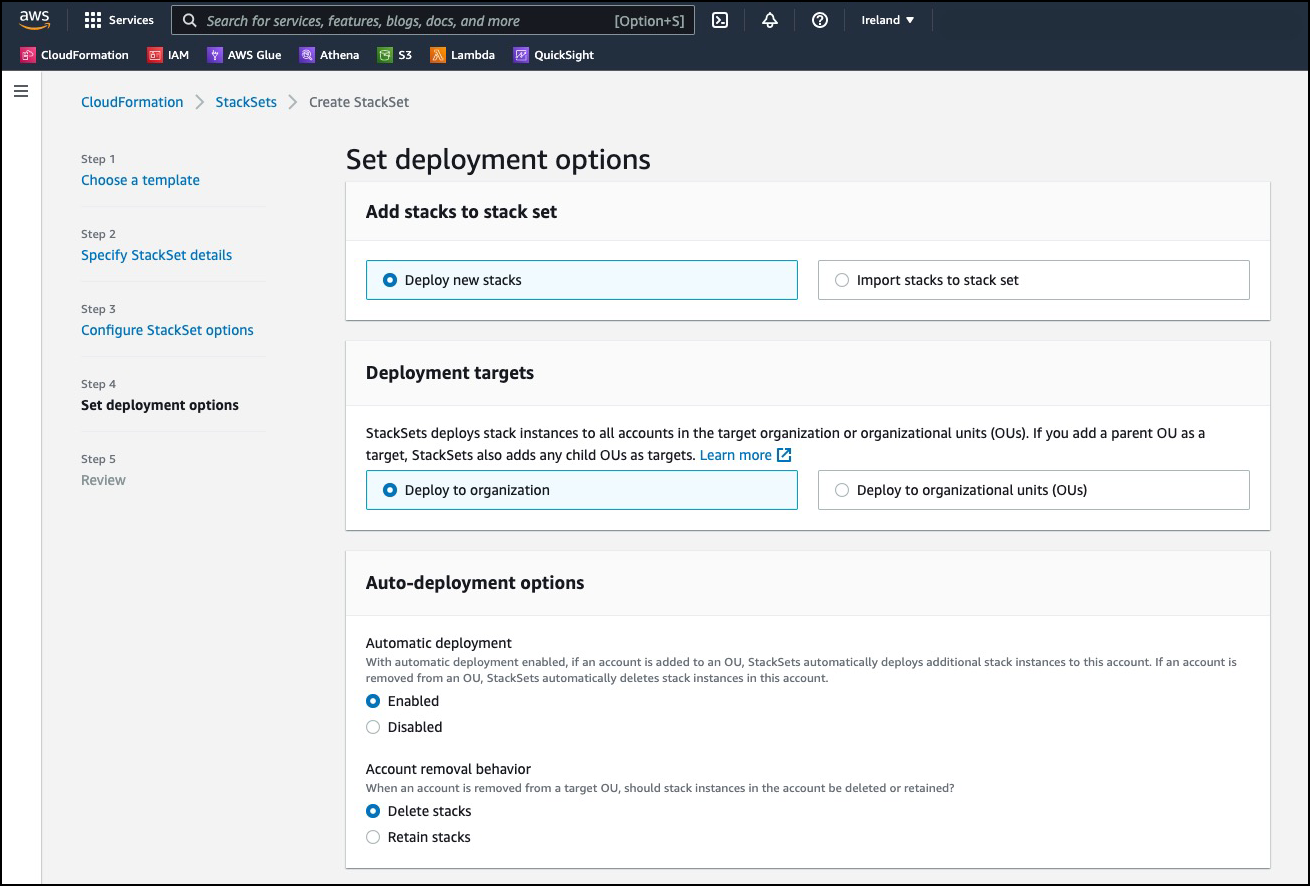 aws
Services
Search for services, features, blogs, docs, and more [Option+S]
Ireland ▼
CloudFormation IAM AWS Glue Athena S3 Lambda QuickSight
CloudFormation > StackSets > Create StackSet
Step 1
Choose a template
Step 2
Specify StackSet details
Step 3
Configure StackSet options
Step 4
Set deployment options
Step 5
Review
Set deployment options
Add stacks to stack set
Deploy new stacks
Import stacks to stack set
Deployment targets
StackSets deploys stack instances to all accounts in the target organization or organizational units (OUs). If you add a parent OU as a
target, StackSets also adds any child OUs as targets. Learn more
Deploy to organization
Deploy to organizational units (OUs)
Auto-deployment options
Automatic deployment
With automatic deployment enabled, if an account is added to an OU, StackSets automatically deploys additional stack instances to this account. If an account is
removed from an OU, StackSets automatically deletes stack instances in this account.
Enabled
Disabled
Account removal behavior
When an account is removed from a target OU, should stack instances in the account be deleted or retained?
Delete stacks
Retain stacks